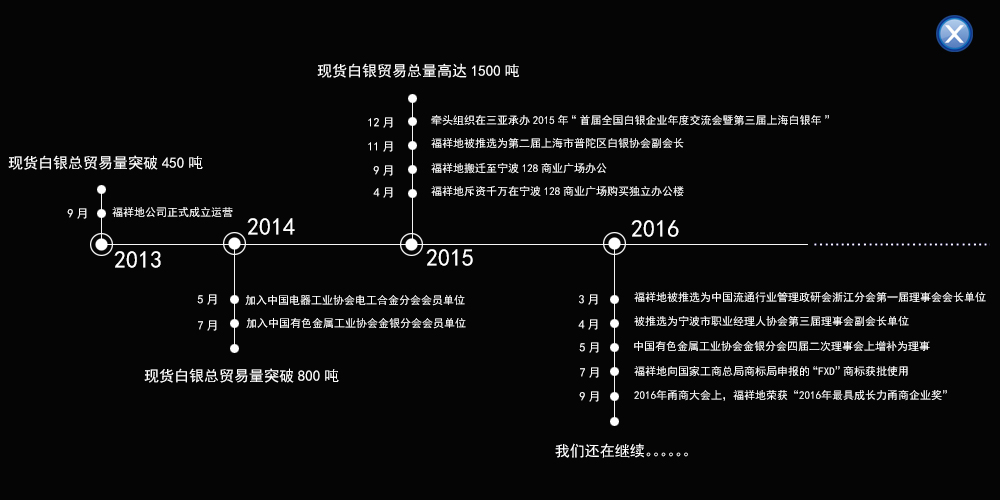 现货白银贸易总量高达 1500 吨
12 月 牵头组织在三亚承办 2015 年 “ 首届全国白银企业年度交流会暨第三届上海白银年 ”
11 月 福祥地被推选为第二届上海市普陀区白银协会副会长
9 月 福祥地搬迁至宁波 128 商业广场办公
4 月 福祥地斥资千万在宁波 128 商业广场购买独立办公楼
现货白银总贸易量突破 450 吨
9 月 福祥地公司正式成立运营
2013
2014
2015
2016
5 月 加入中国电器工业协会电工合金分会会员单位
7 月 加入中国有色金属工业协会金银分会会员单位
现货白银总贸易量突破 800 吨
3 月 福祥地被推选为中国流通行业管理政研会浙江分会第一届理事会会长单位
4 月 被推选为宁波市职业经理人协会第三届理事会副会长单位
5 月 中国有色金属工业协会金银分会四届二次理事会上增补为理事
7 月 福祥地向国家工商总局商标局申报的 “FXD” 商标获批使用
9 月 2016年甬商大会上，福祥地荣获 “2016年最具成长力甬商企业奖”
我们还在继续。。。。。。